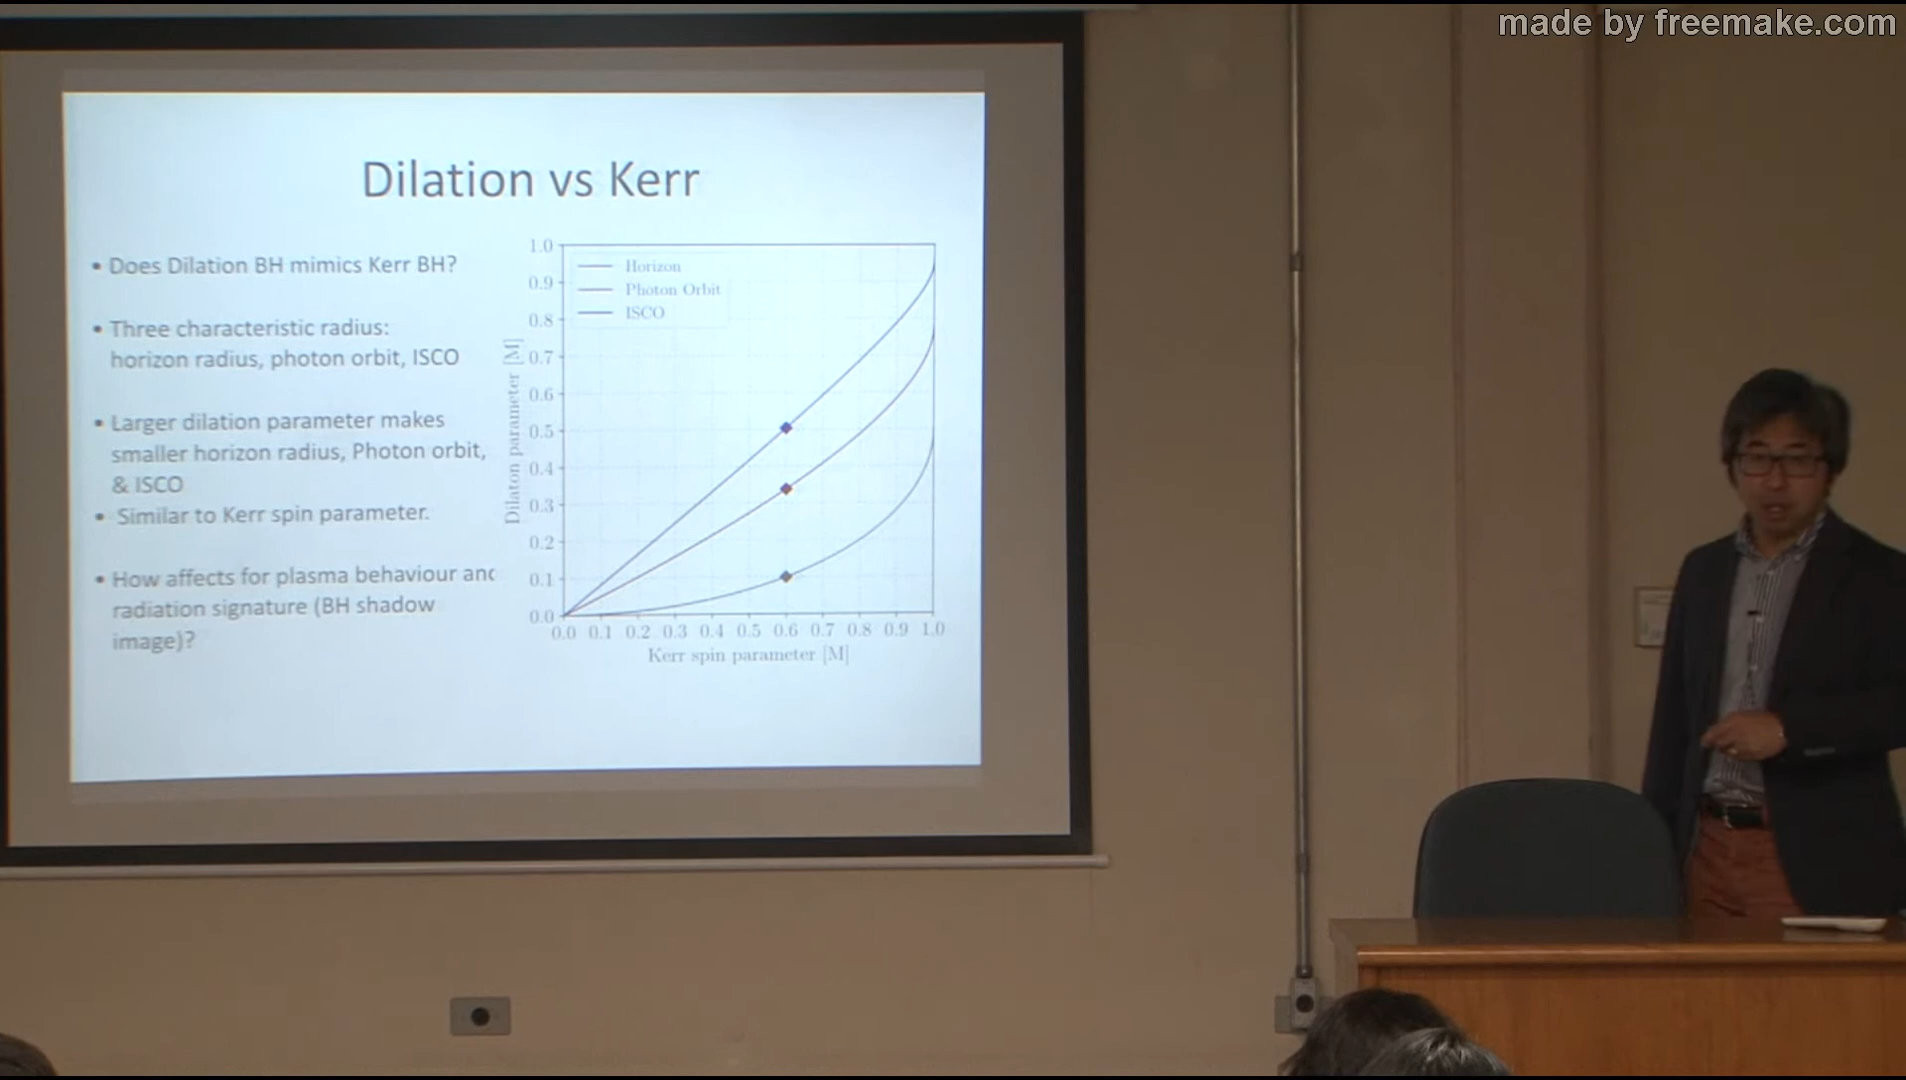 made by freemake.com
Dilation vs Kerr
• Does Dilation BH mimics Kerr BH?
• Three characteristic radius:
horizon radius, photon orbit, ISCO
• Larger dilation parameter makes
smaller horizon radius, Photon orbit,
& ISCO
• Similar to Kerr spin parameter.
• How affects for plasma behaviour and
radiation signature (BH shadow
image)?
Horizon
Photon Orbit
ISCO
Dilaton parameter [M]
1.0
0.9
0.8
0.7
0.6
0.5
0.4
0.3
0.2
0.1
0.0
0.0 0.1 0.2 0.3 0.4 0.5 0.6 0.7 0.8 0.9 1.0
Kerr spin parameter [M]